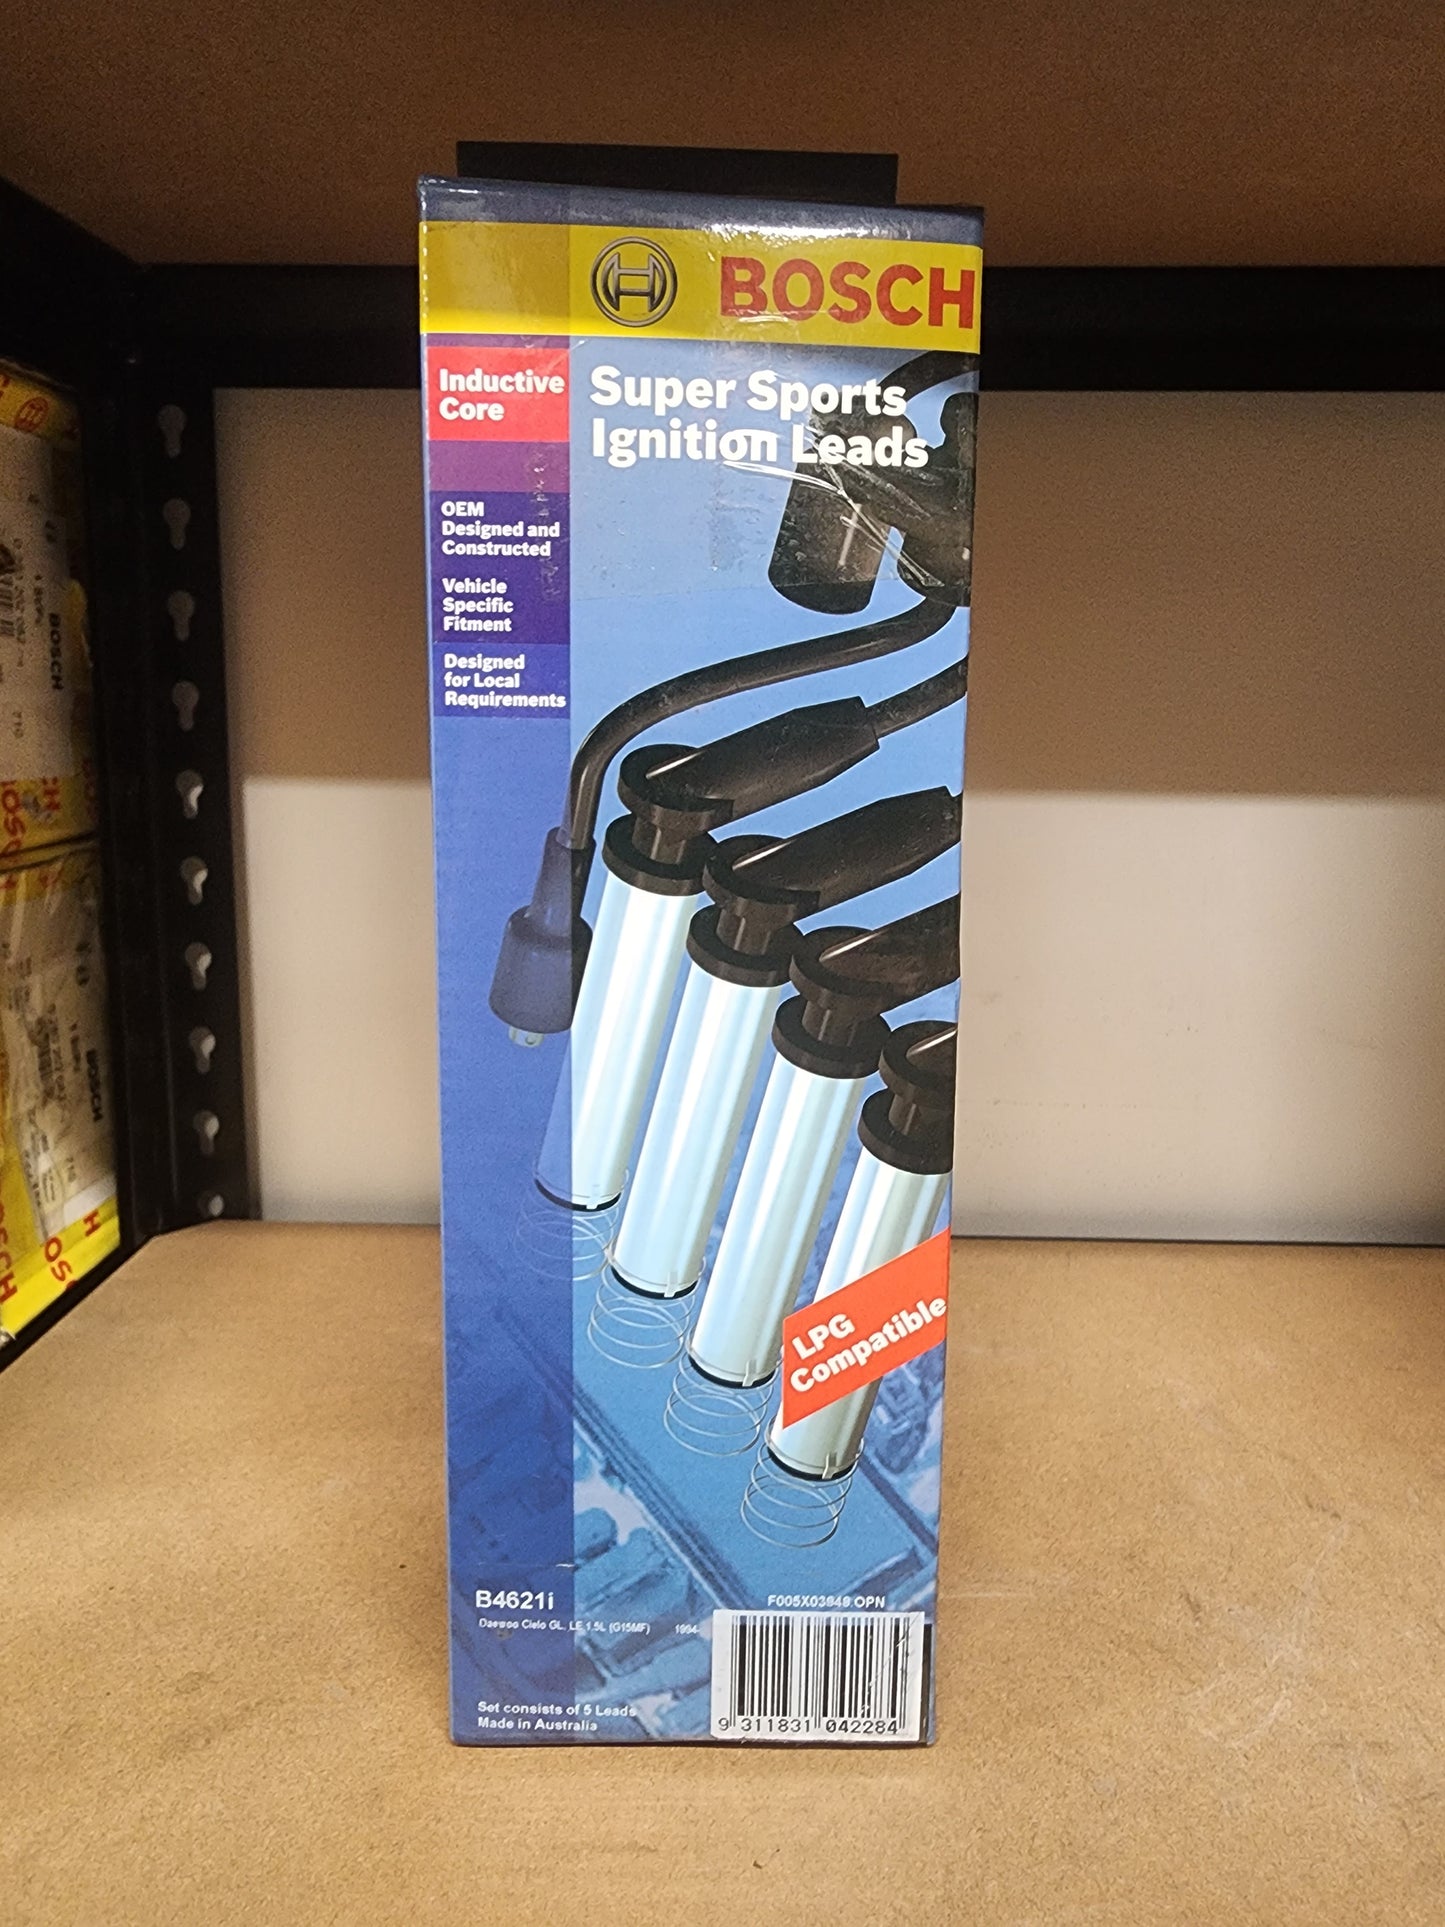 BOSCH
Inductive
Core
Super Sports
Ignition Leads
OEM
Designed and
Constructed
Vehicle
Specific
Fitment
Designed
for Local
Requirements
LPG
Compatible
B4621i
Daewoo Cielo GL, LE 1.5L (G15MF) 1994-
Set consists of 5 Leads
Made in Australia
9 311831 042284
BOSCH
BOSCH